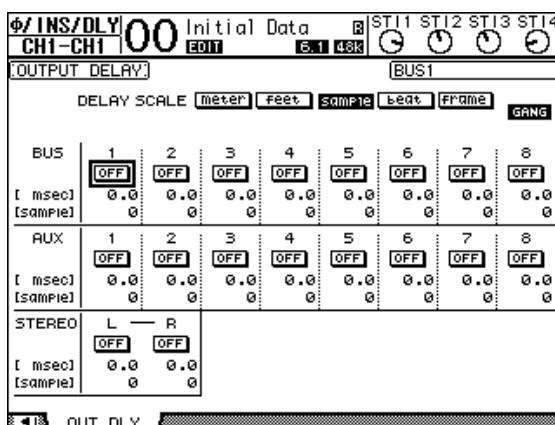 Φ/INS/DLY 00 Initial Data R ST11 ST12 ST13 ST14
CH1-CH1 EDIT 6.1 48k
OUTPUT DELAY BUS1
DELAY SCALE meter feet sample beat frame
GANG
BUS 1 2 3 4 5 6 7 8
OFF OFF OFF OFF OFF OFF OFF OFF
[ msec] 0.0 0.0 0.0 0.0 0.0 0.0 0.0 0.0
[sample] 0 0 0 0 0 0 0 0
AUX 1 2 3 4 5 6 7 8
OFF OFF OFF OFF OFF OFF OFF OFF
[ msec] 0.0 0.0 0.0 0.0 0.0 0.0 0.0 0.0
[sample] 0 0 0 0 0 0 0 0
STEREO L — R
OFF OFF
[ msec] 0.0 0.0
[sample] 0 0
OUT DLY